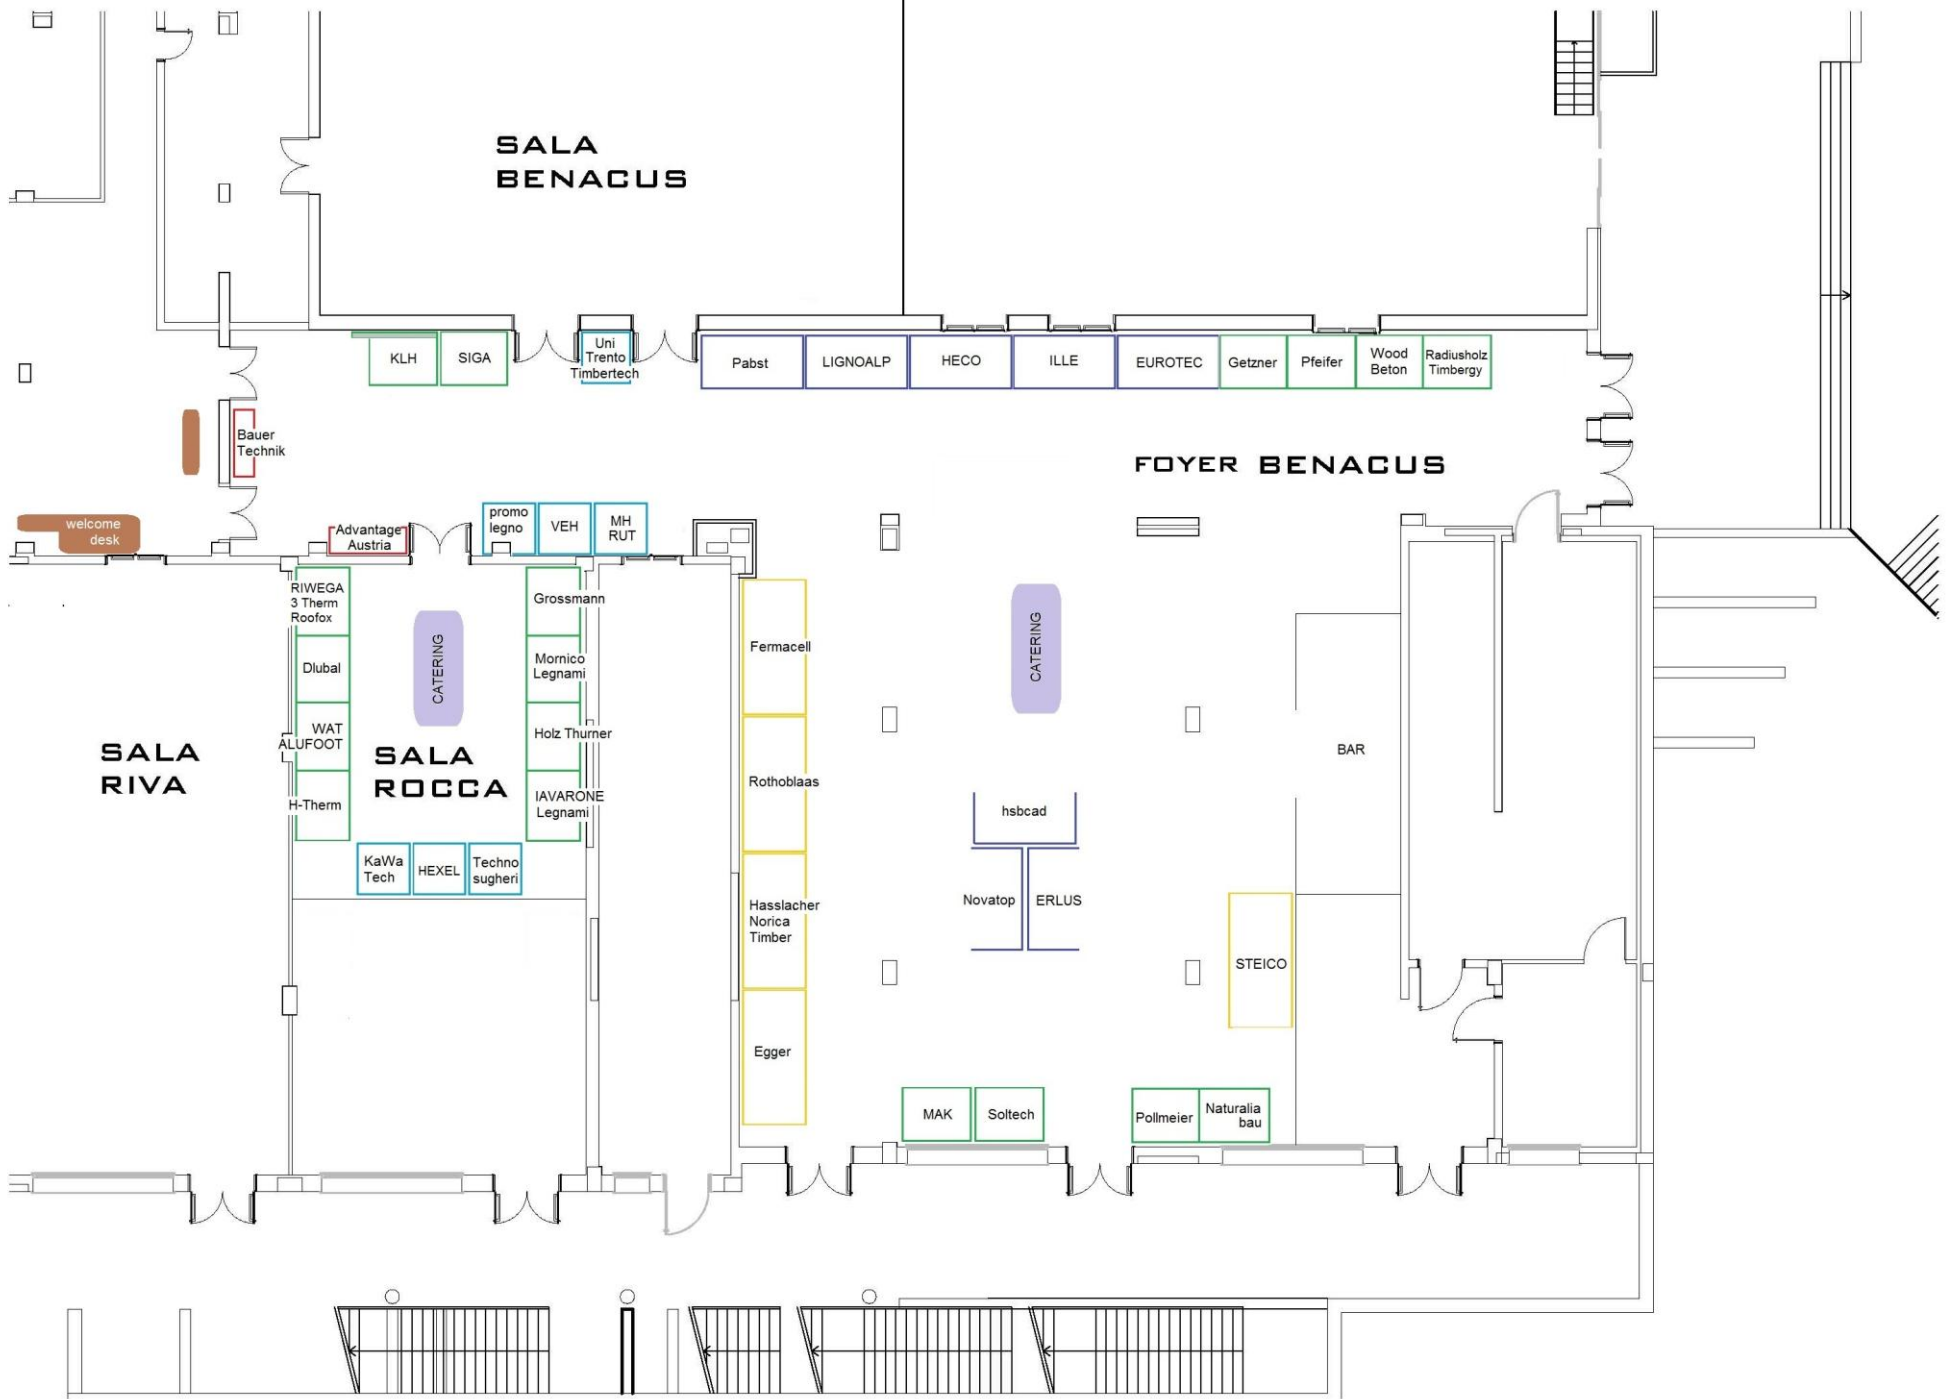 SALA
BENACUS
KLH
SIGA
Uni
Trento
Timbertech
Pabst
LIGNOALP
HECO
ILLE
EUROTEC
Getzner
Pfeifer
Wood
Beton
Radiusholz
Timbergy
Bauer
Technik
FOYER BENACUS
welcome
desk
Advantage
Austria
promo
legno
VEH
MH
RUT
RIWEGA
3 Therm
Roofox
Dlubal
WAT
ALUFOOT
H-Therm
CATERING
SALA
ROCCA
Grossmann
Mornico
Legnami
Holz Thurner
IAVARONE
Legnami
KaWa
Tech
HEXEL
Techno
sugheri
SALA
RIVA
Fermacell
Rothoblaas
Hasslacher
Norica
Timber
Egger
CATERING
hsbcad
Novatop
ERLUS
BAR
STEICO
MAK
Soltech
Pollmeier
Naturalia
bau